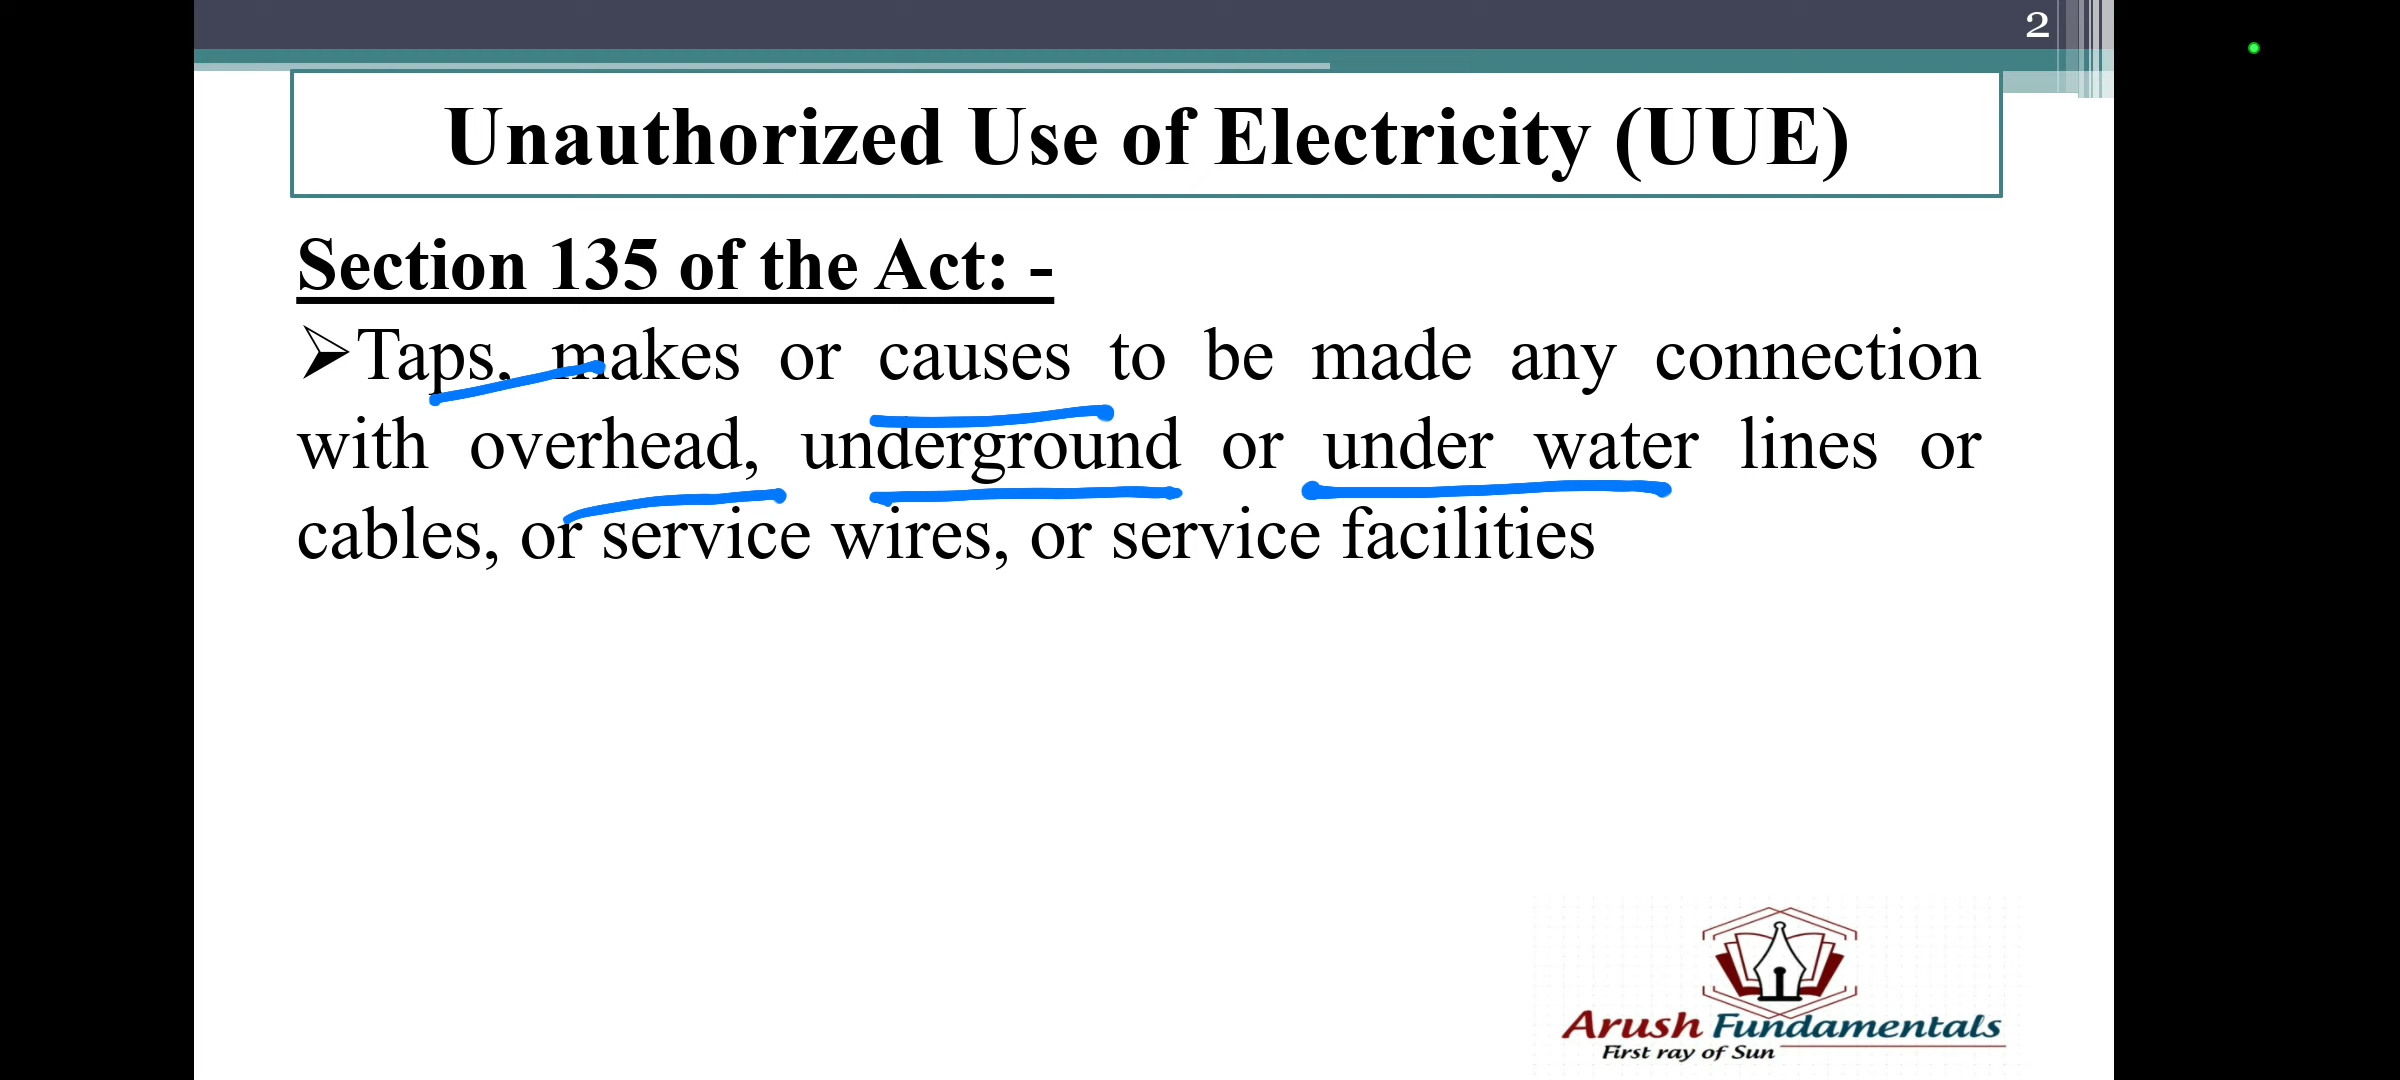 2
Unauthorized Use of Electricity (UUE)
Section 135 of the Act: -
➢Taps, makes or causes to be made any connection
with overhead, underground or under water lines or
cables, or service wires, or service facilities
Arush Fundamentals
First ray of Sun